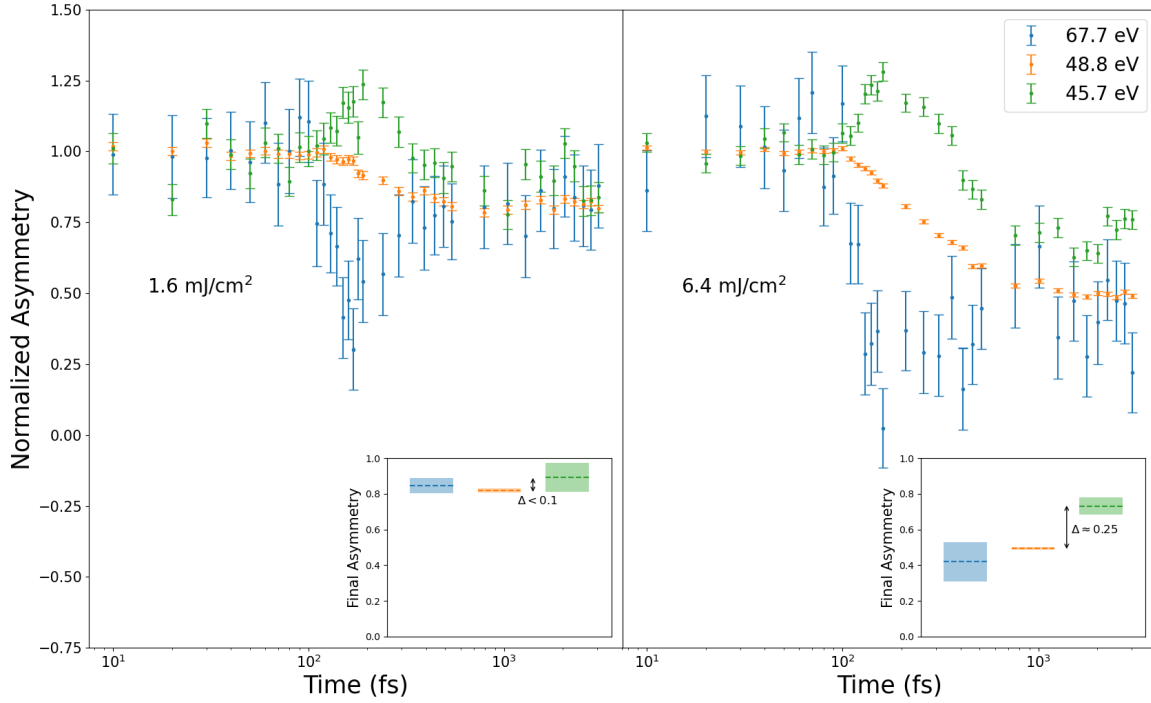 1.50
1.25
1.00
0.75
0.50
0.25
0.00
−0.25
−0.50
−0.75
Normalized Asymmetry
1.6 mJ/cm²
1.0
0.8
0.6
0.4
0.2
0.0
Final Asymmetry
Δ < 0.1
10¹
10²
10³
Time (fs)
67.7 eV
48.8 eV
45.7 eV
6.4 mJ/cm²
1.0
0.8
0.6
0.4
0.2
0.0
Final Asymmetry
Δ ≈ 0.25
10¹
10²
10³
Time (fs)